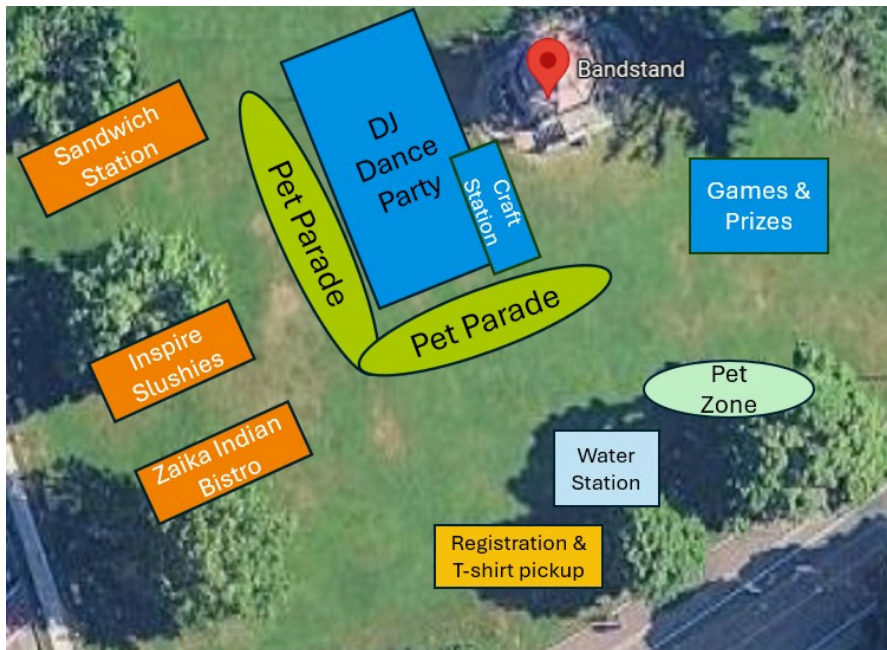 Bandstand
Sandwich
Station
DJ
Dance
Party
Craft
Station
Games &
Prizes
Pet Parade
Pet Parade
Inspire
Slushies
Pet
Zone
Zaika Indian
Bistro
Water
Station
Registration &
T-shirt pickup